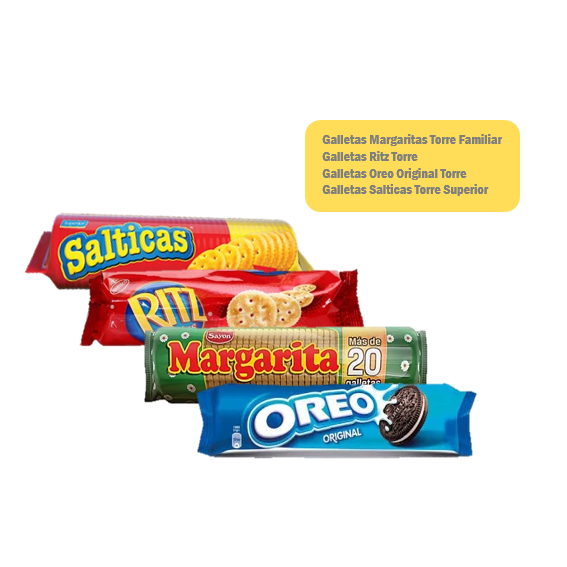 Galletas Margaritas Torre Familiar
Galletas Ritz Torre
Galletas Oreo Original Torre
Galletas Salticas Torre Superior
Salticas
RITZ
Sayon
Margarita
Más de
20
galletas
OREO
ORIGINAL